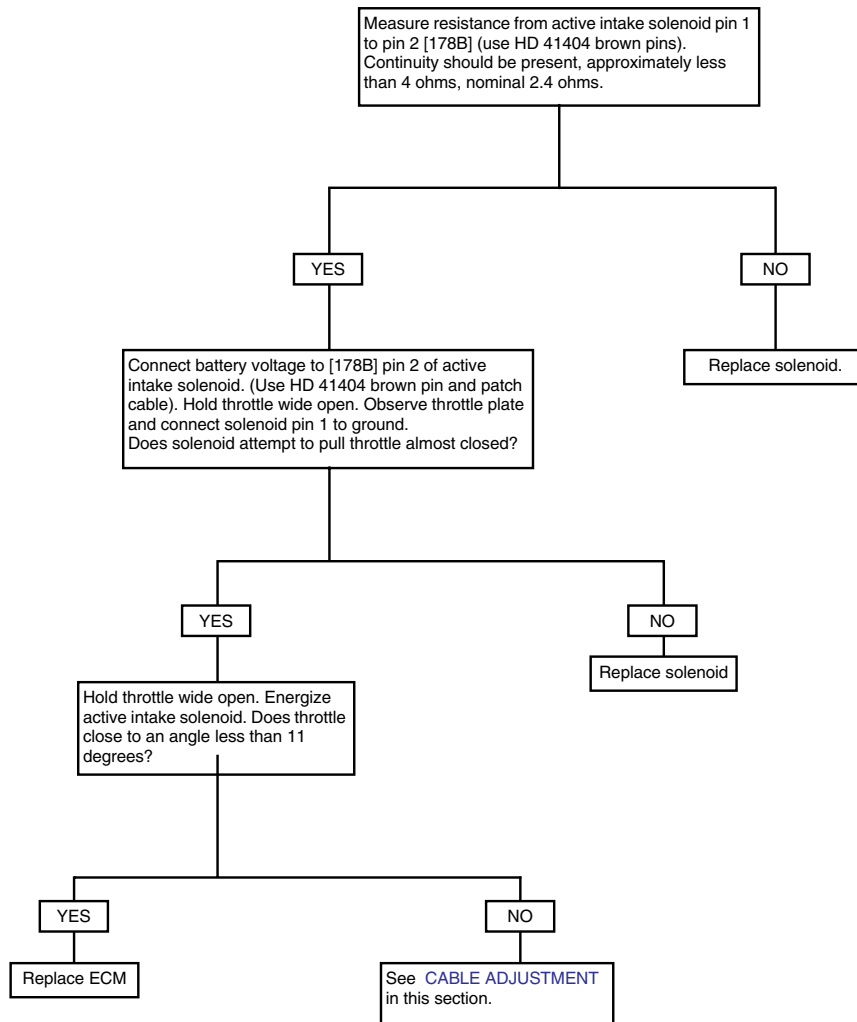 Measure resistance from active intake solenoid pin 1
to pin 2 [178B] (use HD 41404 brown pins).
Continuity should be present, approximately less
than 4 ohms, nominal 2.4 ohms.
YES
NO
Connect battery voltage to [178B] pin 2 of active
intake solenoid. (Use HD 41404 brown pin and patch
cable). Hold throttle wide open. Observe throttle plate
and connect solenoid pin 1 to ground.
Does solenoid attempt to pull throttle almost closed?
Replace solenoid.
YES
NO
Hold throttle wide open. Energize
active intake solenoid. Does throttle
close to an angle less than 11
degrees?
Replace solenoid
YES
NO
Replace ECM
See CABLE ADJUSTMENT
in this section.